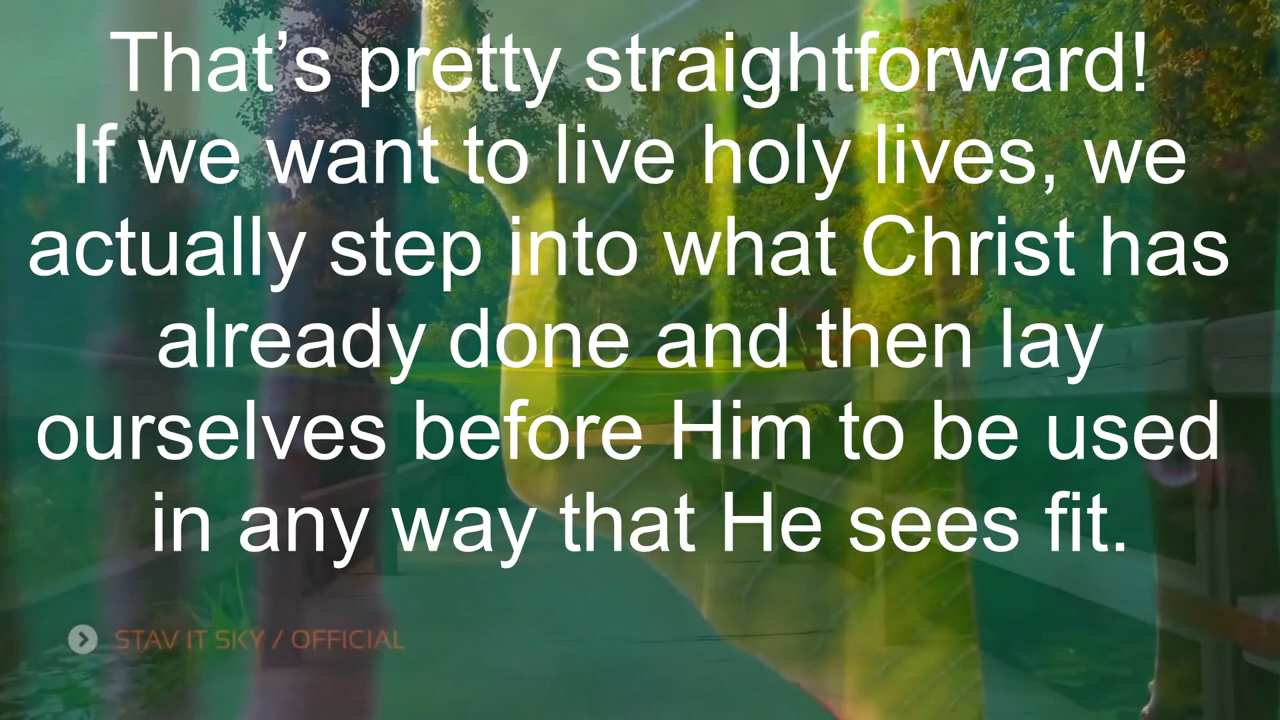 That’s pretty straightforward!
If we want to live holy lives, we
actually step into what Christ has
already done and then lay
ourselves before Him to be used
in any way that He sees fit.
STAV IT SKY / OFFICIAL